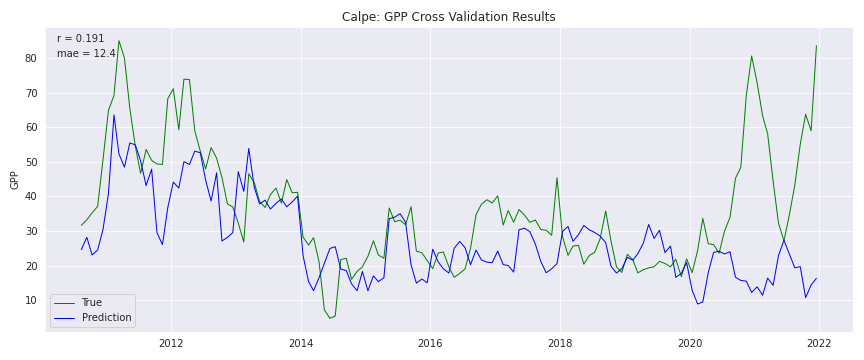 Calpe: GPP Cross Validation Results
r = 0.191
mae = 12.4
80
70
60
50
40
30
20
10
GPP
True
Prediction
2012
2014
2016
2018
2020
2022